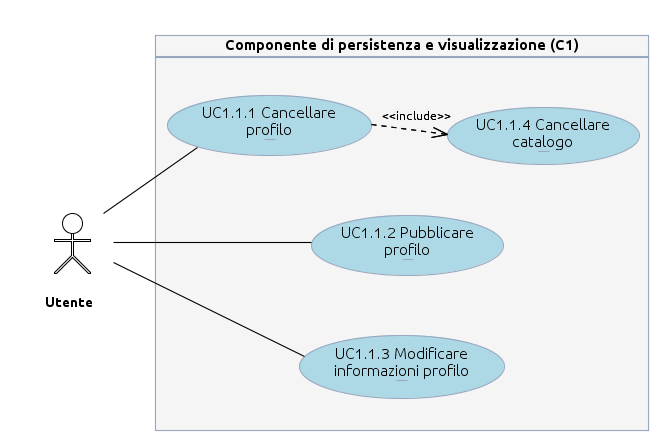 Componente di persistenza e visualizzazione (C1)
UC1.1.1 Cancellare
profilo
<<include>>
UC1.1.4 Cancellare
catalogo
UC1.1.2 Pubblicare
profilo
Utente
UC1.1.3 Modificare
informazioni profilo